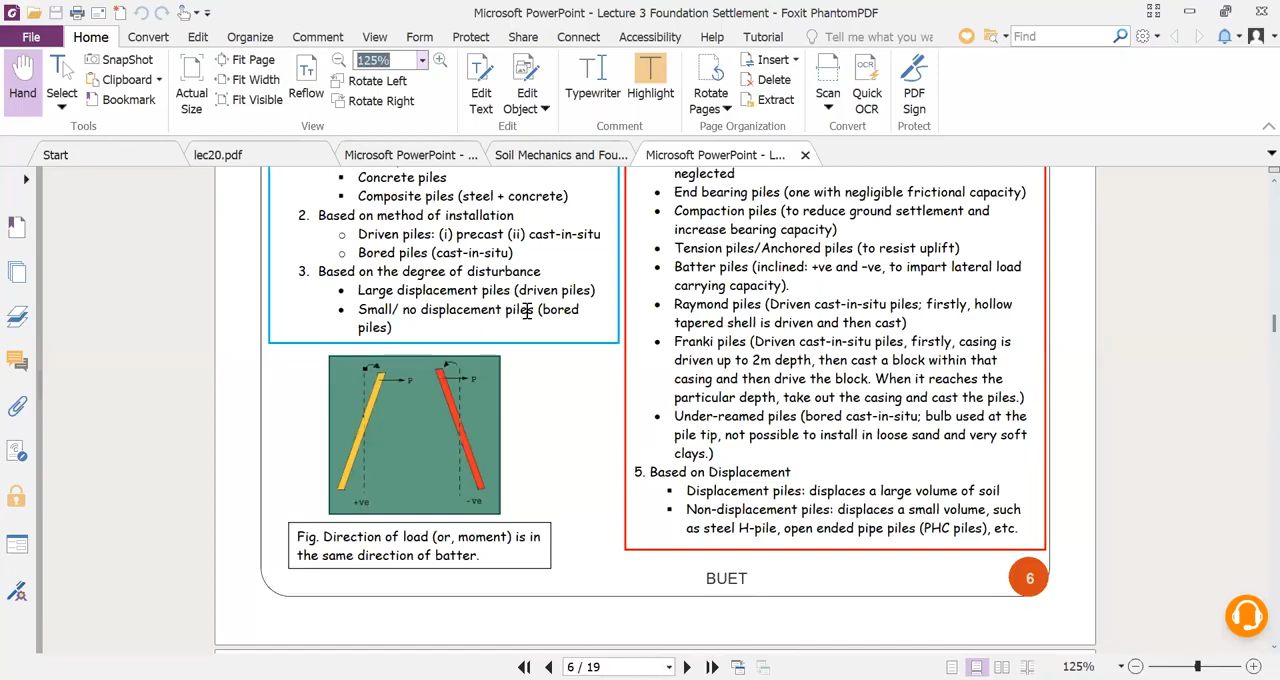 Microsoft PowerPoint - Lecture 3 Foundation Settlement - Foxit PhantomPDF
File Home Convert Edit Organize Comment View Form Protect Share Connect Accessibility Help Tutorial Tell me what you wa Find
Hand
Select
SnapShot
Clipboard
Bookmark
Tools
Actual Size
Fit Page
Fit Width
Fit Visible
Reflow
125%
Rotate Left
Rotate Right
View
Edit Text
Edit Object
Edit
Typewriter
Highlight
Comment
Rotate Pages
Insert
Delete
Extract
Page Organization
Scan
Quick OCR
OCR
Convert
PDF Sign
Protect
Start lec20.pdf Microsoft PowerPoint - ... Soil Mechanics and Fou... Microsoft PowerPoint - L...
▪ Concrete piles
▪ Composite piles (steel + concrete)
2. Based on method of installation
o Driven piles: (i) precast (ii) cast-in-situ
o Bored piles (cast-in-situ)
3. Based on the degree of disturbance
• Large displacement piles (driven piles)
• Small/ no displacement piles (bored
piles)
P P
+ve -ve
Fig. Direction of load (or, moment) is in
the same direction of batter.
neglected
• End bearing piles (one with negligible frictional capacity)
• Compaction piles (to reduce ground settlement and
increase bearing capacity)
• Tension piles/Anchored piles (to resist uplift)
• Batter piles (inclined: +ve and –ve, to impart lateral load
carrying capacity).
• Raymond piles (Driven cast-in-situ piles; firstly, hollow
tapered shell is driven and then cast)
• Franki piles (Driven cast-in-situ piles, firstly, casing is
driven up to 2m depth, then cast a block within that
casing and then drive the block. When it reaches the
particular depth, take out the casing and cast the piles.)
• Under-reamed piles (bored cast-in-situ; bulb used at the
pile tip, not possible to install in loose sand and very soft
clays.)
5. Based on Displacement
▪ Displacement piles: displaces a large volume of soil
▪ Non-displacement piles: displaces a small volume, such
as steel H-pile, open ended pipe piles (PHC piles), etc.
BUET
6
6 / 19
125%